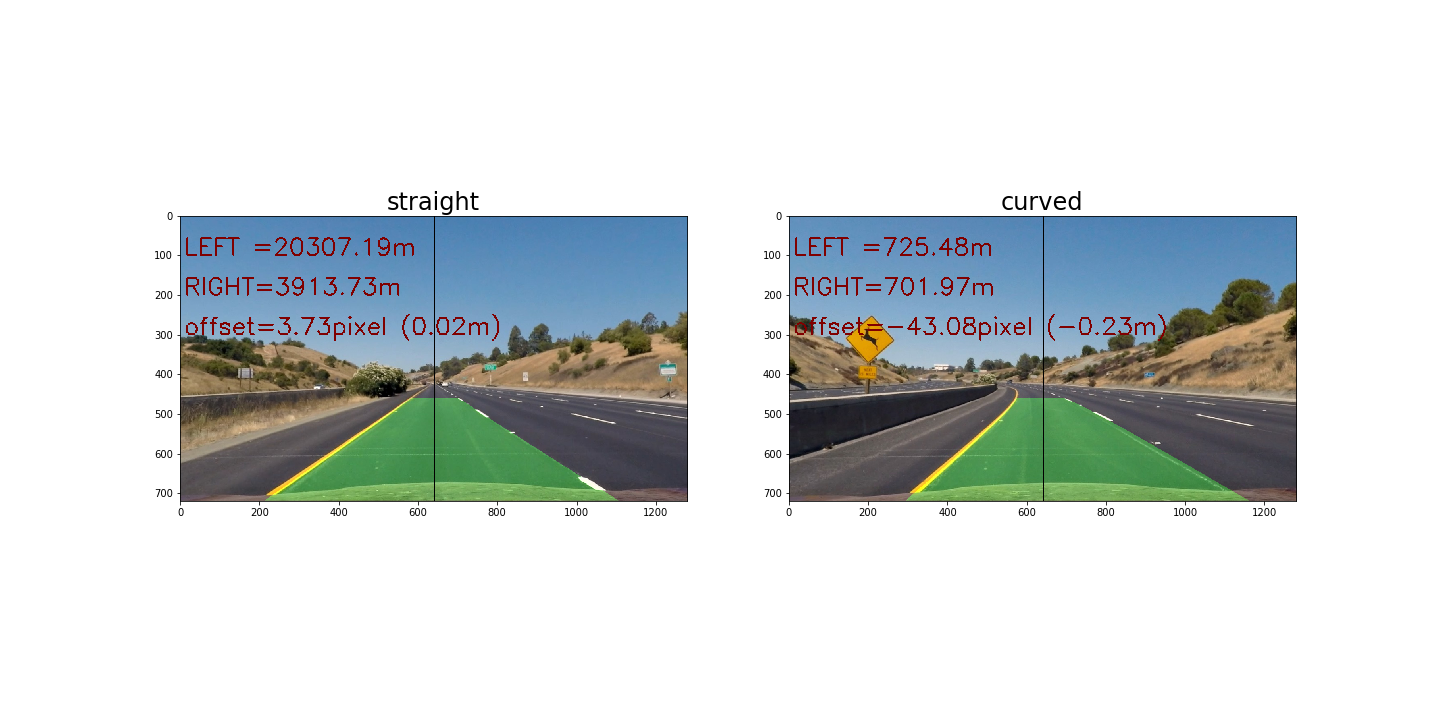 straight
LEFT =20307.19m
RIGHT=3913.73m
offset=3.73pixel (0.02m)
0
100
200
300
400
500
600
700
0 200 400 600 800 1000 1200
curved
LEFT =725.48m
RIGHT=701.97m
offset=-43.08pixel (-0.23m)
0
100
200
300
400
500
600
700
0 200 400 600 800 1000 1200